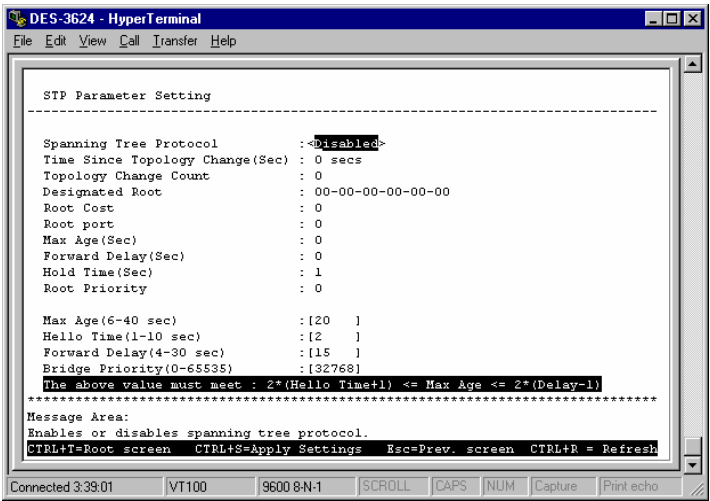 DES-3624 - HyperTerminal
File Edit View Call Transfer Help
STP Parameter Setting
--------------------------------------------------------------------------------
Spanning Tree Protocol :<Disabled>
Time Since Topology Change(Sec) : 0 secs
Topology Change Count : 0
Designated Root : 00-00-00-00-00-00
Root Cost : 0
Root port : 0
Max Age(Sec) : 0
Forward Delay(Sec) : 0
Hold Time(Sec) : 1
Root Priority : 0
Max Age(6-40 sec) :[20 ]
Hello Time(1-10 sec) :[2 ]
Forward Delay(4-30 sec) :[15 ]
Bridge Priority(0-65535) :[32768]
The above value must meet : 2*(Hello Time+1) <= Max Age <= 2*(Delay-1)
********************************************************************************
Message Area:
Enables or disables spanning tree protocol.
CTRL+T=Root screen CTRL+S=Apply Settings Esc=Prev. screen CTRL+R = Refresh
Connected 3:39:01 VT100 9600 8-N-1 SCROLL CAPS NUM Capture Print echo